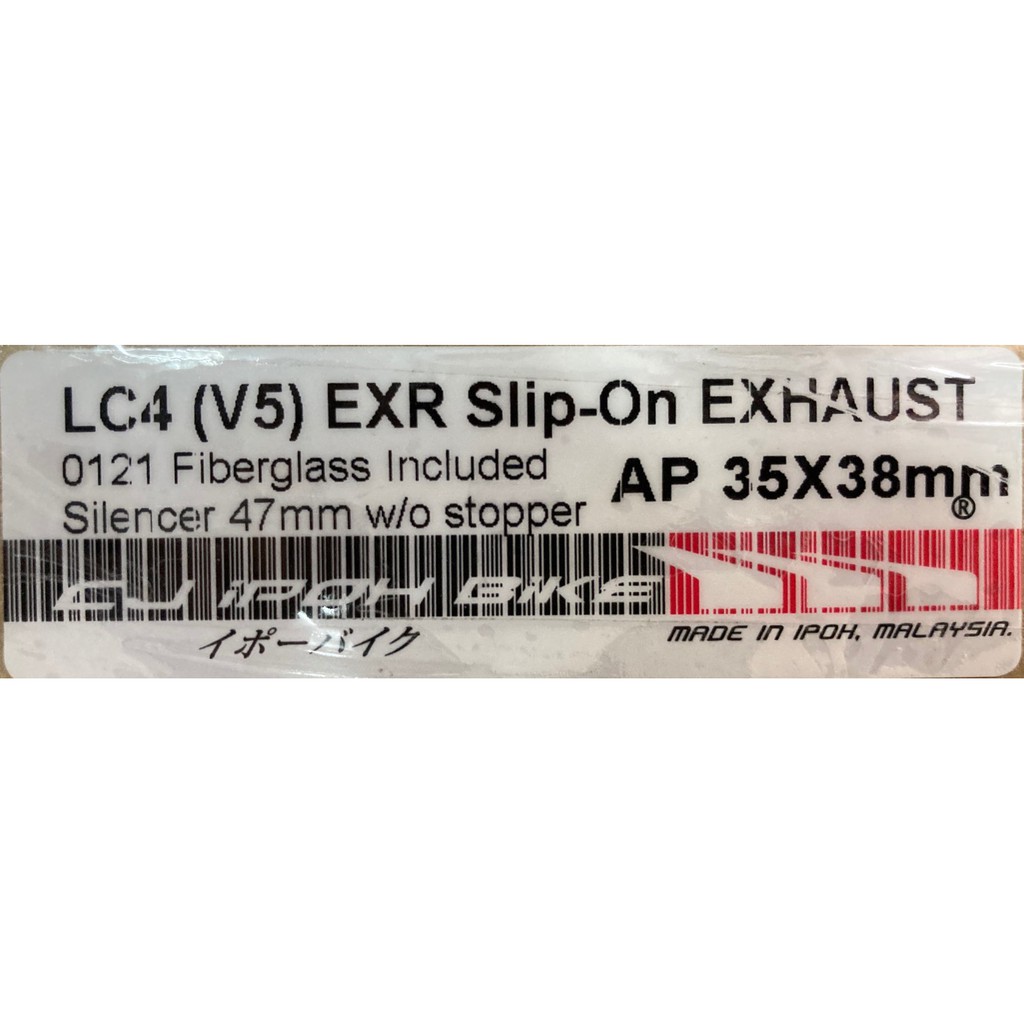 LC4 (V5) EXR Slip-On EXHAUST
0121 Fiberglass Included
AP 35X38mm
Silencer 47mm w/o stopper
®
EJ iPOH BiKE
イポーバイク
MADE IN IPOH, MALAYSIA.